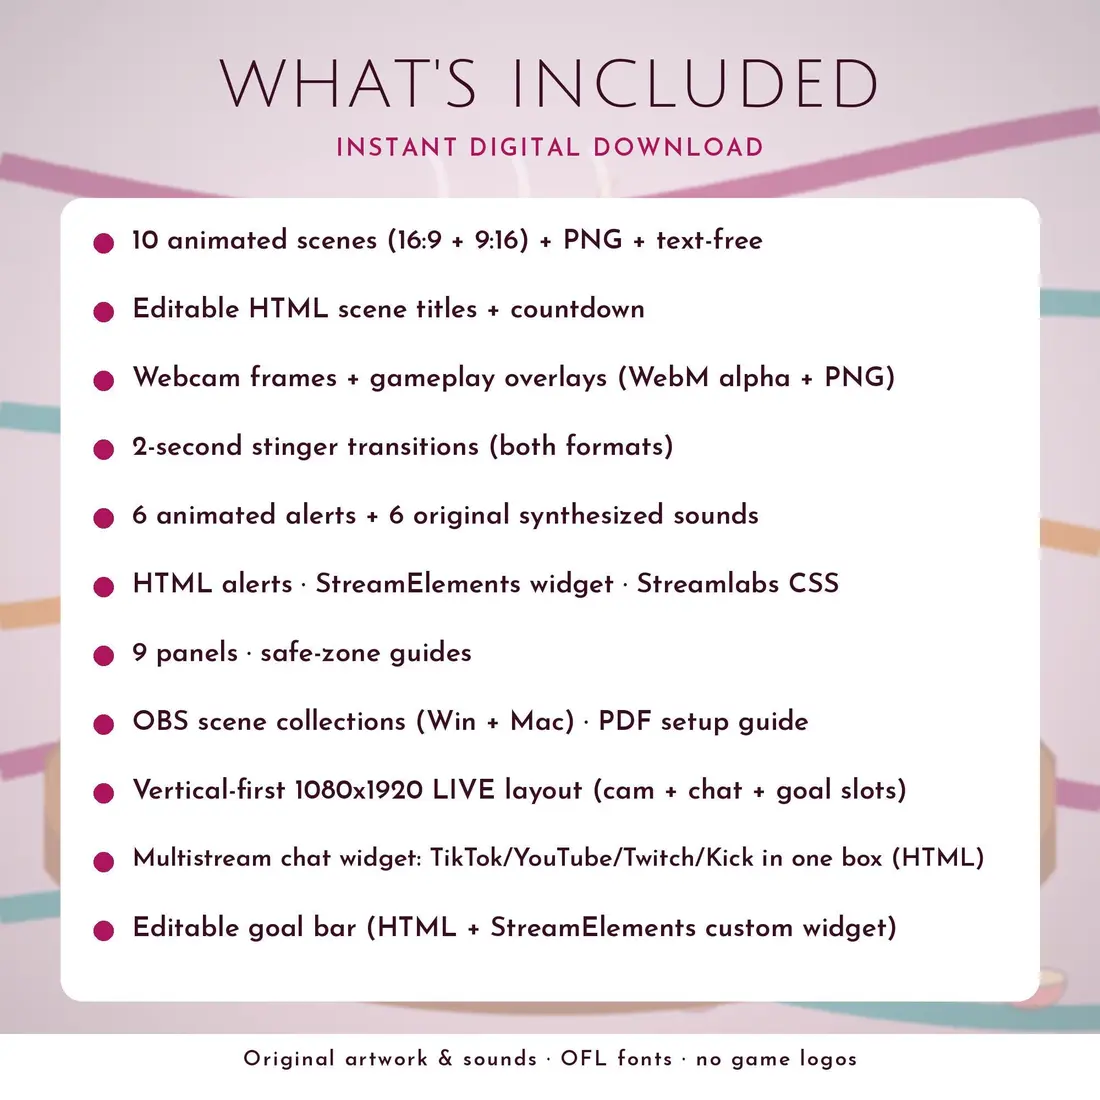 WHAT'S INCLUDED
INSTANT DIGITAL DOWNLOAD
10 animated scenes (16:9 + 9:16) + PNG + text-free
Editable HTML scene titles + countdown
Webcam frames + gameplay overlays (WebM alpha + PNG)
2-second stinger transitions (both formats)
6 animated alerts + 6 original synthesized sounds
HTML alerts · StreamElements widget · Streamlabs CSS
9 panels · safe-zone guides
OBS scene collections (Win + Mac) · PDF setup guide
Vertical-first 1080x1920 LIVE layout (cam + chat + goal slots)
Multistream chat widget: TikTok/YouTube/Twitch/Kick in one box (HTML)
Editable goal bar (HTML + StreamElements custom widget)
Original artwork & sounds · OFL fonts · no game logos